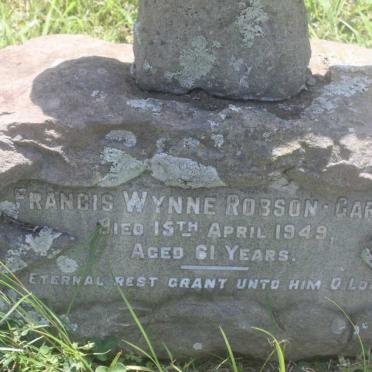 Francis Wynne Robson-Gar
Died 15th April 1949,
Aged 61 Years.
Eternal rest grant unto him O Lo